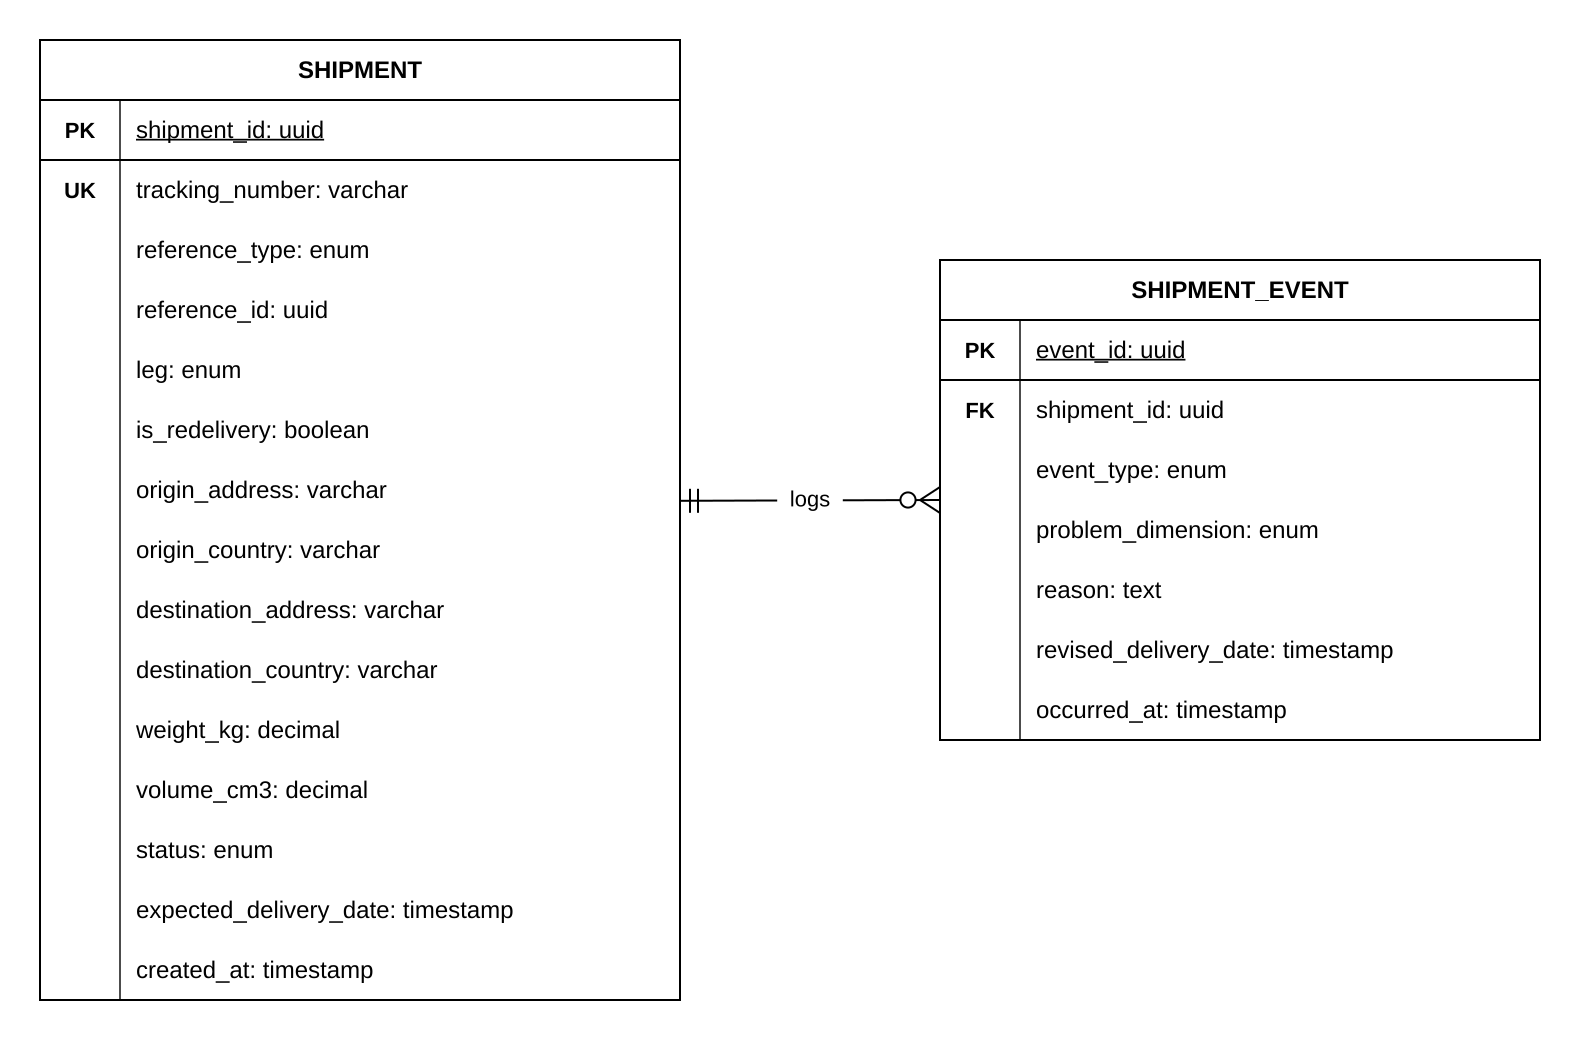 SHIPMENT
PK shipment_id: uuid
UK tracking_number: varchar
reference_type: enum
reference_id: uuid
leg: enum
is_redelivery: boolean
origin_address: varchar
origin_country: varchar
destination_address: varchar
destination_country: varchar
weight_kg: decimal
volume_cm3: decimal
status: enum
expected_delivery_date: timestamp
created_at: timestamp
logs
SHIPMENT_EVENT
PK event_id: uuid
FK shipment_id: uuid
event_type: enum
problem_dimension: enum
reason: text
revised_delivery_date: timestamp
occurred_at: timestamp